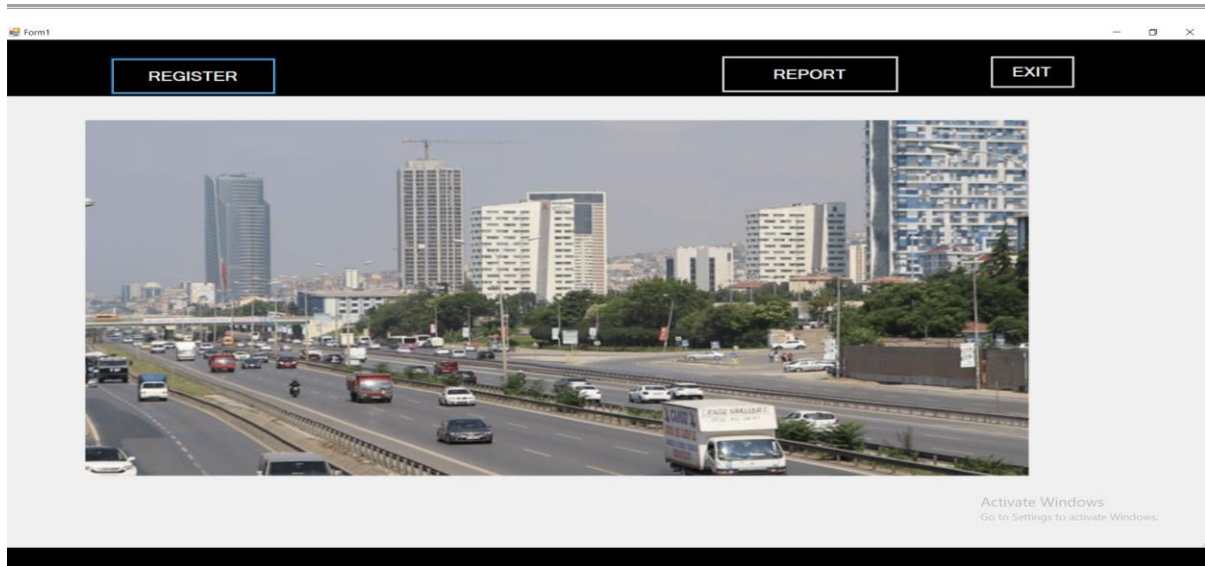 Form1
REGISTER
REPORT
EXIT
Activate Windows
Go to Settings to activate Windows.